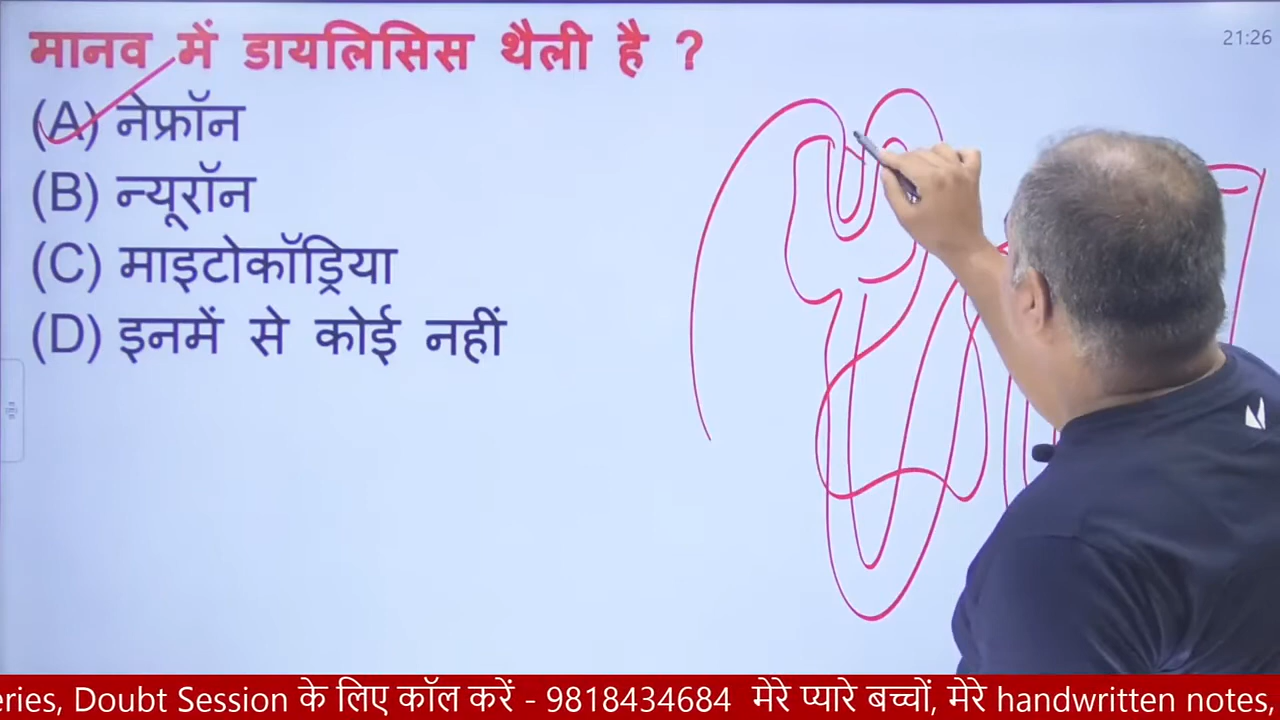 मानव में डायलिसिस थैली है ?
21:26
(A) नेफ्रॉन
(B) न्यूरॉन
(C) माइटोकॉड्रिया
(D) इनमें से कोई नहीं
eries, Doubt Session के लिए कॉल करें - 9818434684 मेरे प्यारे बच्चों, मेरे handwritten notes,